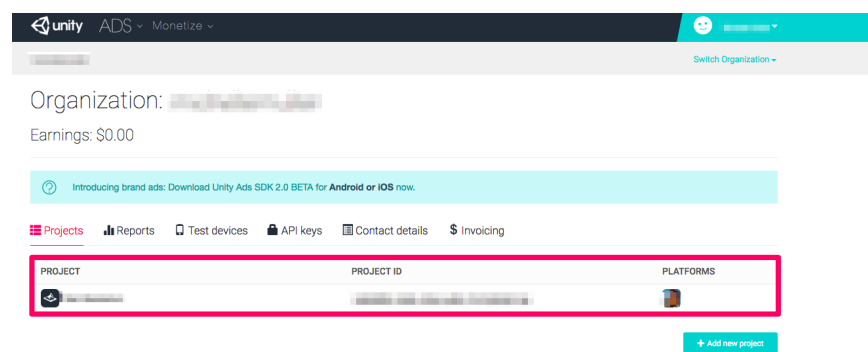 unity ADS Monetize
Switch Organization
Organization:
Earnings: $0.00
Introducing brand ads: Download Unity Ads SDK 2.0 BETA for Android or iOS now.
Projects Reports Test devices API keys Contact details $ Invoicing
PROJECT PROJECT ID PLATFORMS
+ Add new project